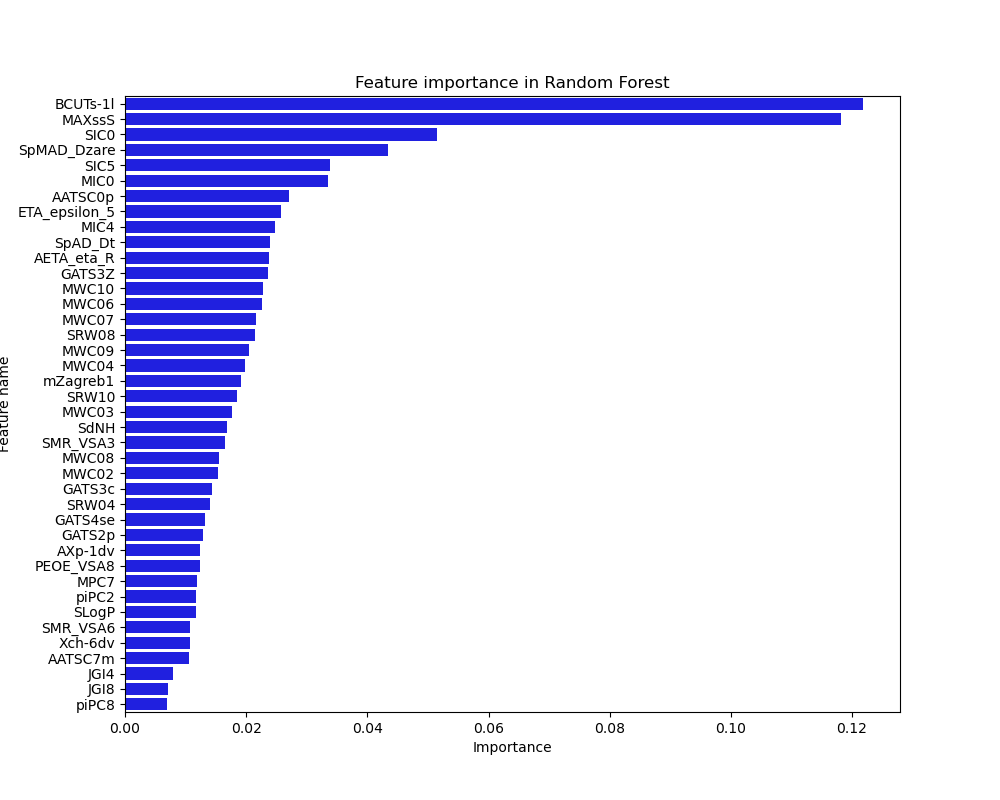 Feature importance in Random Forest
BCUTs-1l
MAXssS
SIC0
SpMAD_Dzare
SIC5
MIC0
AATSC0p
ETA_epsilon_5
MIC4
SpAD_Dt
AETA_eta_R
GATS3Z
MWC10
MWC06
MWC07
SRW08
MWC09
MWC04
mZagreb1
SRW10
MWC03
SdNH
SMR_VSA3
MWC08
MWC02
GATS3c
SRW04
GATS4se
GATS2p
AXp-1dv
PEOE_VSA8
MPC7
piPC2
SLogP
SMR_VSA6
Xch-6dv
AATSC7m
JGI4
JGI8
piPC8
Feature name
0.00 0.02 0.04 0.06 0.08 0.10 0.12
Importance